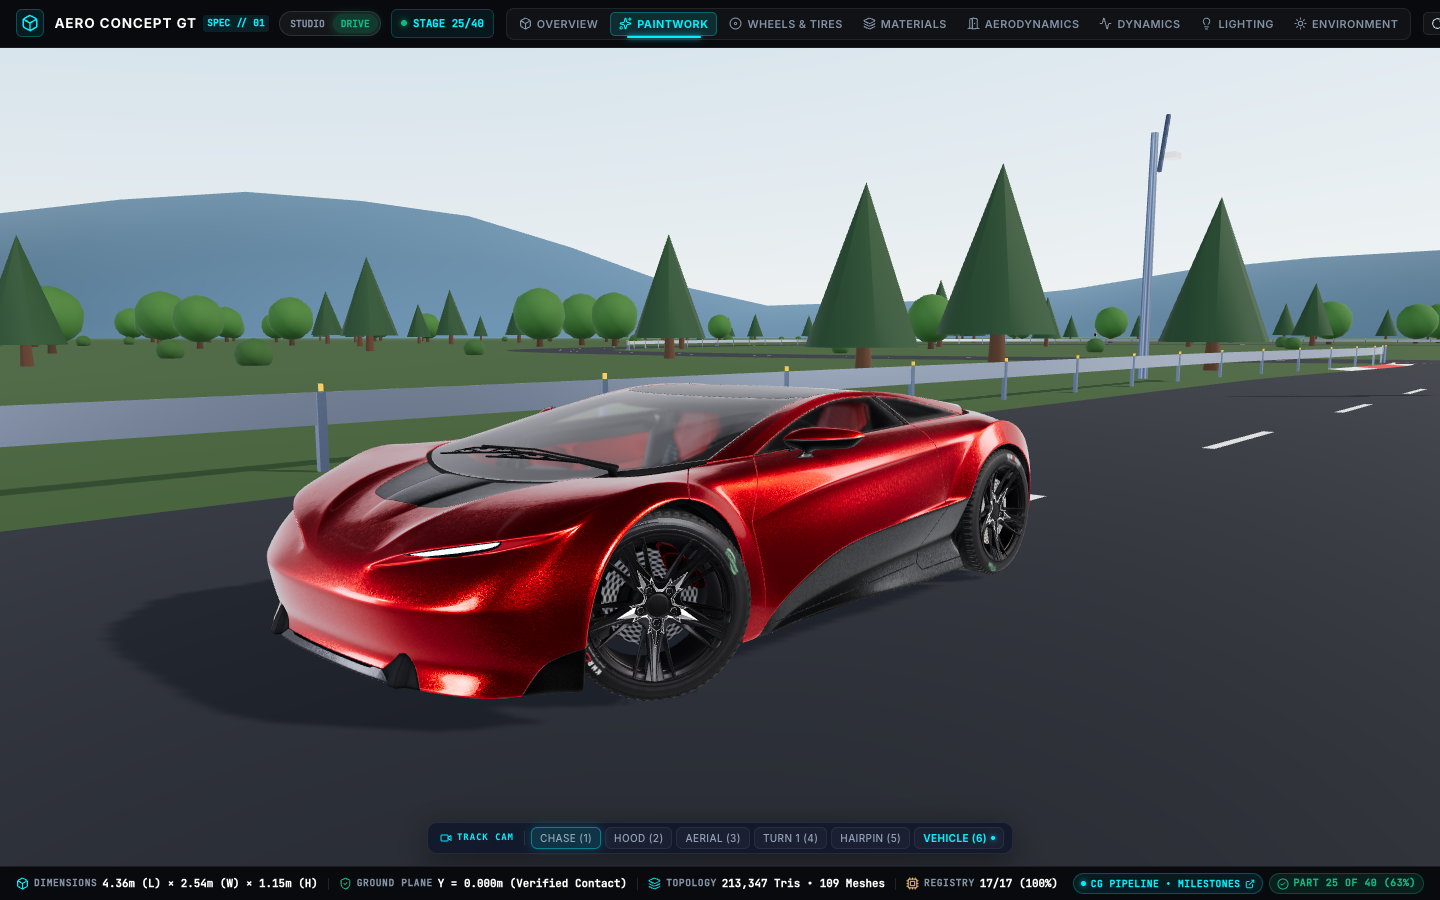 AERO CONCEPT GT SPEC // 01 STUDIO DRIVE STAGE 25/40 OVERVIEW PAINTWORK WHEELS & TIRES MATERIALS AERODYNAMICS DYNAMICS LIGHTING ENVIRONMENT
TRACK CAM CHASE (1) HOOD (2) AERIAL (3) TURN 1 (4) HAIRPIN (5) VEHICLE (6)
DIMENSIONS 4.36m (L) × 2.54m (W) × 1.15m (H) GROUND PLANE Y = 0.000m (Verified Contact) TOPOLOGY 213,347 Tris • 109 Meshes REGISTRY 17/17 (100%) CG PIPELINE • MILESTONES PART 25 OF 40 (63%)